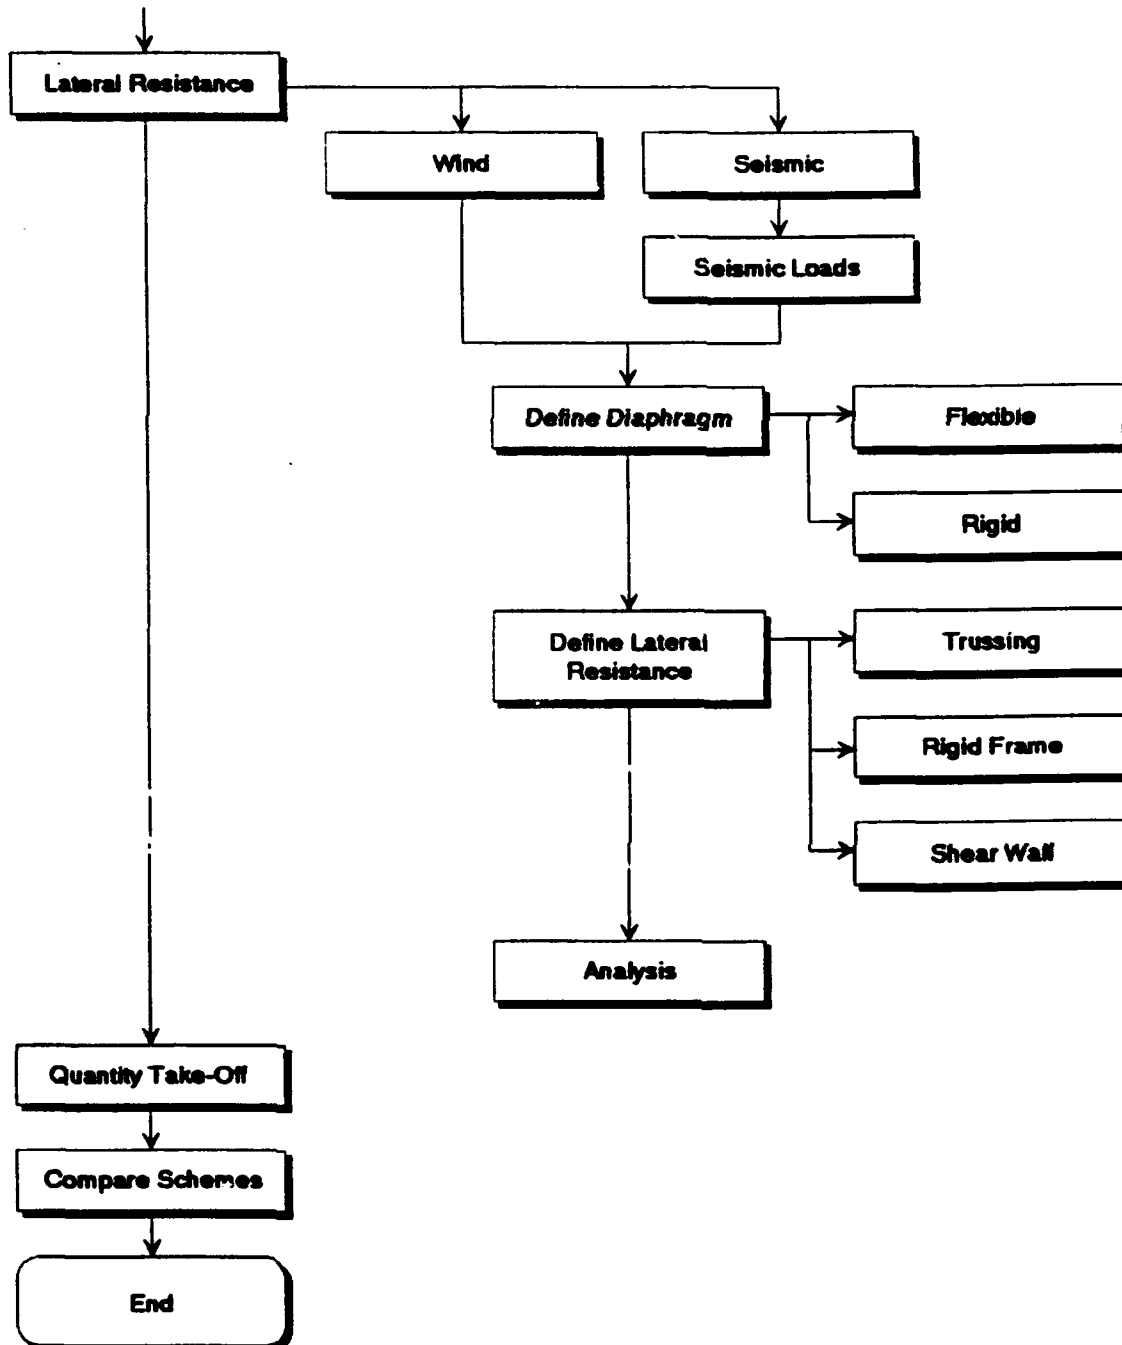 Lateral Resistance
Wind
Seismic
Seismic Loads
Define Diaphragm
Flexible
Rigid
Define Lateral
Resistance
Trussing
Rigid Frame
Shear Wall
Analysis
Quantity Take-Off
Compare Schemes
End